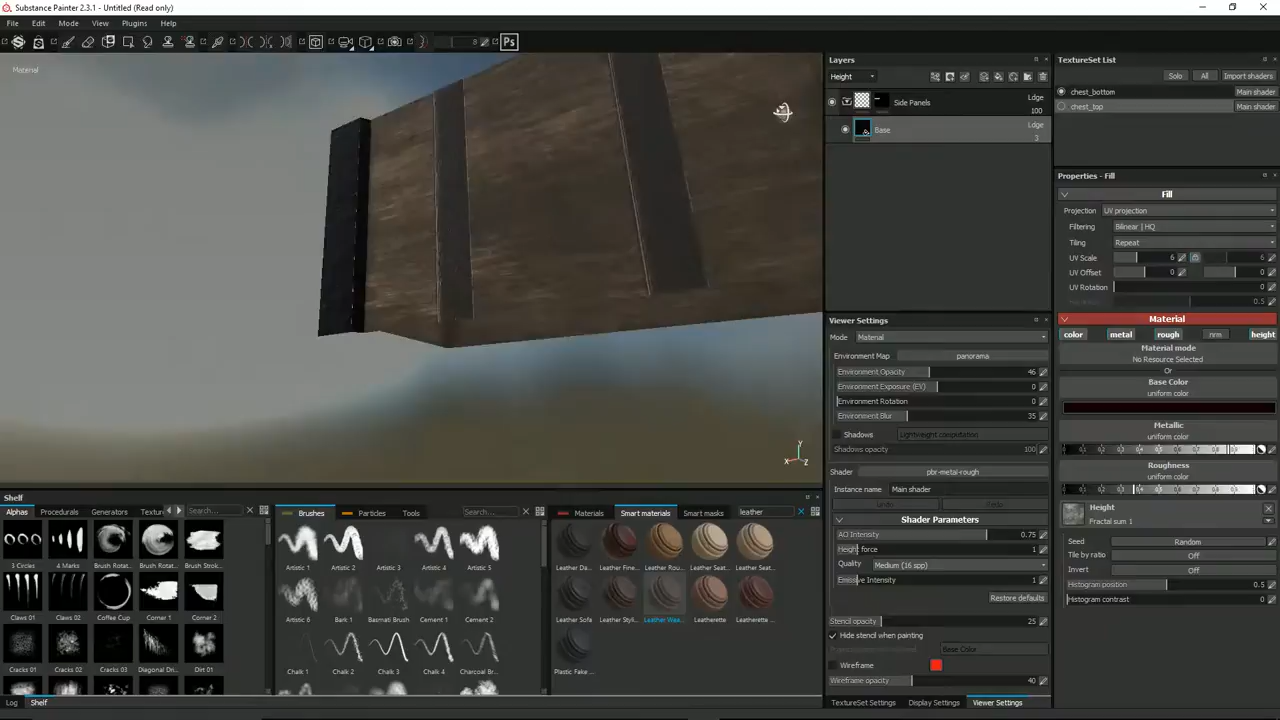 Substance Painter 2.3.1 - Untitled (Read only)
File Edit Mode View Plugins Help
8
Ps
Material
Layers
Height
Side Panels Ldge 100
Base Ldge 3
TextureSet List
Solo All Import shaders
chest_bottom Main shader
chest_top Main shader
Properties - Fill
Fill
Projection UV projection
Filtering Bilinear | HQ
Tiling Repeat
UV Scale 6 6
UV Offset 0 0
UV Rotation 0
0.5
Material
color metal rough nrm height
Material mode
No Resource Selected
Or
Base Color
uniform color
Metallic
uniform color
Roughness
uniform color
Height
Fractal sum 1
Seed Random
Tile by ratio Off
Invert Off
Histogram position 0.5
Histogram contrast 0
Viewer Settings
Mode Material
Environment Map panorama
Environment Opacity 46
Environment Exposure (EV) 0
Environment Rotation 0
Environment Blur 35
Shadows Lightweight computation
Shadows opacity 100
Shader pbr-metal-rough
Instance name Main shader
Undo Redo
Shader Parameters
AO Intensity 0.75
Height force 1
Quality Medium (16 spp)
Emissive Intensity 1
Restore defaults
Stencil opacity 25
Hide stencil when painting
Base Color
Wireframe
Wireframe opacity 40
TextureSet Settings Display Settings Viewer Settings
Y
X Z
Shelf
Alphas Procedurals Generators Textur Search...
3 Circles 4 Marks Brush Rotat... Brush Rotat... Brush Strok...
Claws 01 Claws 02 Coffee Cup Corner 1 Corner 2
Cracks 01 Cracks 02 Cracks 03 Diagonal Dri... Dirt 01
Brushes Particles Tools Search...
Artistic 1 Artistic 2 Artistic 3 Artistic 4 Artistic 5
Artistic 6 Bark 1 Basmati Brush Cement 1 Cement 2
Chalk 1 Chalk 2 Chalk 3 Chalk 4 Charcoal Br...
Materials Smart materials Smart masks leather
Leather Da... Leather Fine... Leather Rou... Leather Seat... Leather Seat...
Leather Sofa Leather Styli... Leather Wea... Leatherette Leatherette ...
Plastic Fake ...
Log Shelf